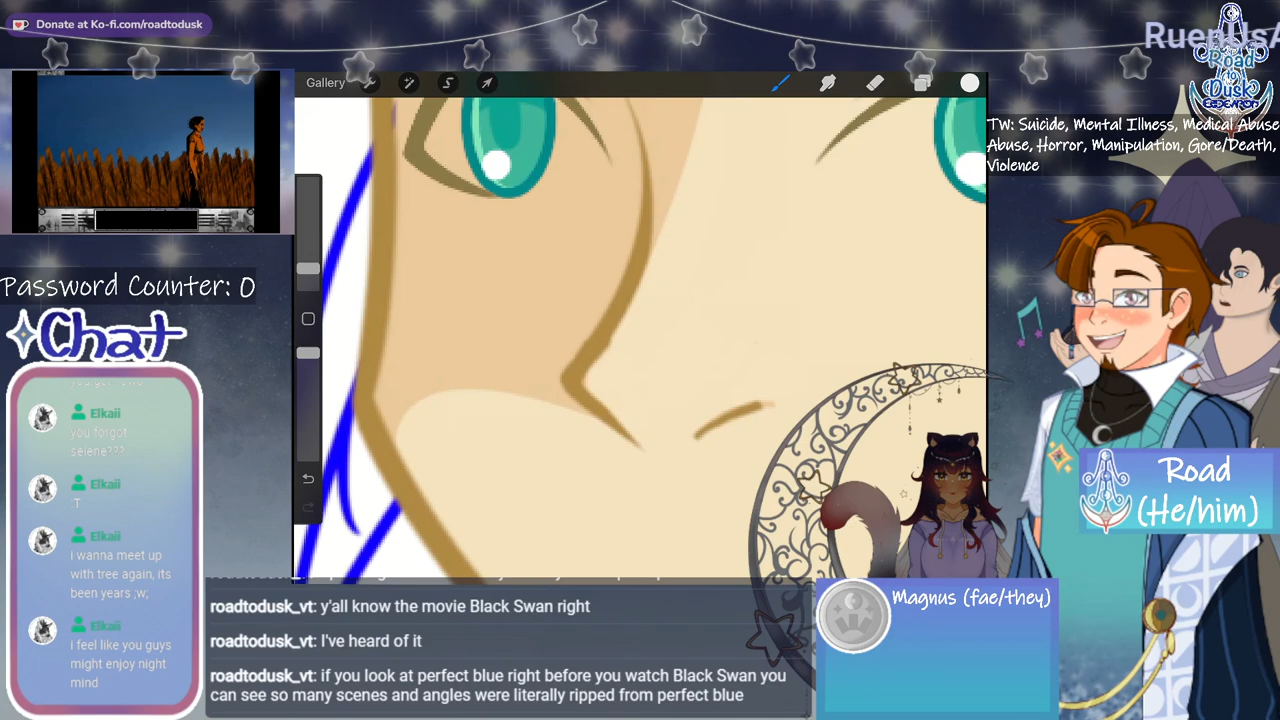 Donate at Ko-fi.com/roadtodusk
Gallery
RuenUsA
Road
to
Dusk
Tw: Suicide, Mental Illness, Medical Abuse
Abuse, Horror, Manipulation, Gore/Death,
Violence
Password Counter: 0
Chat
Elkaii
you forgot
selene???
Elkaii
T
Elkaii
i wanna meet up
with tree again, its
been years ;w;
Elkaii
i feel like you guys
might enjoy night
mind
roadtodusk_vt: y'all know the movie Black Swan right
roadtodusk_vt: I've heard of it
roadtodusk_vt: if you look at perfect blue right before you watch Black Swan you
can see so many scenes and angles were literally ripped from perfect blue
Magnus (fae/they)
Road
(He/him)